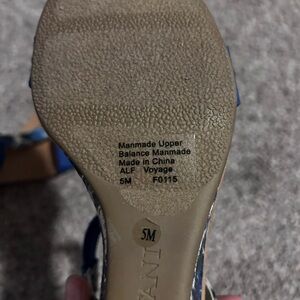 Manmade Upper
Balance Manmade
Made in China
ALF Voyage
5M F0115
5M